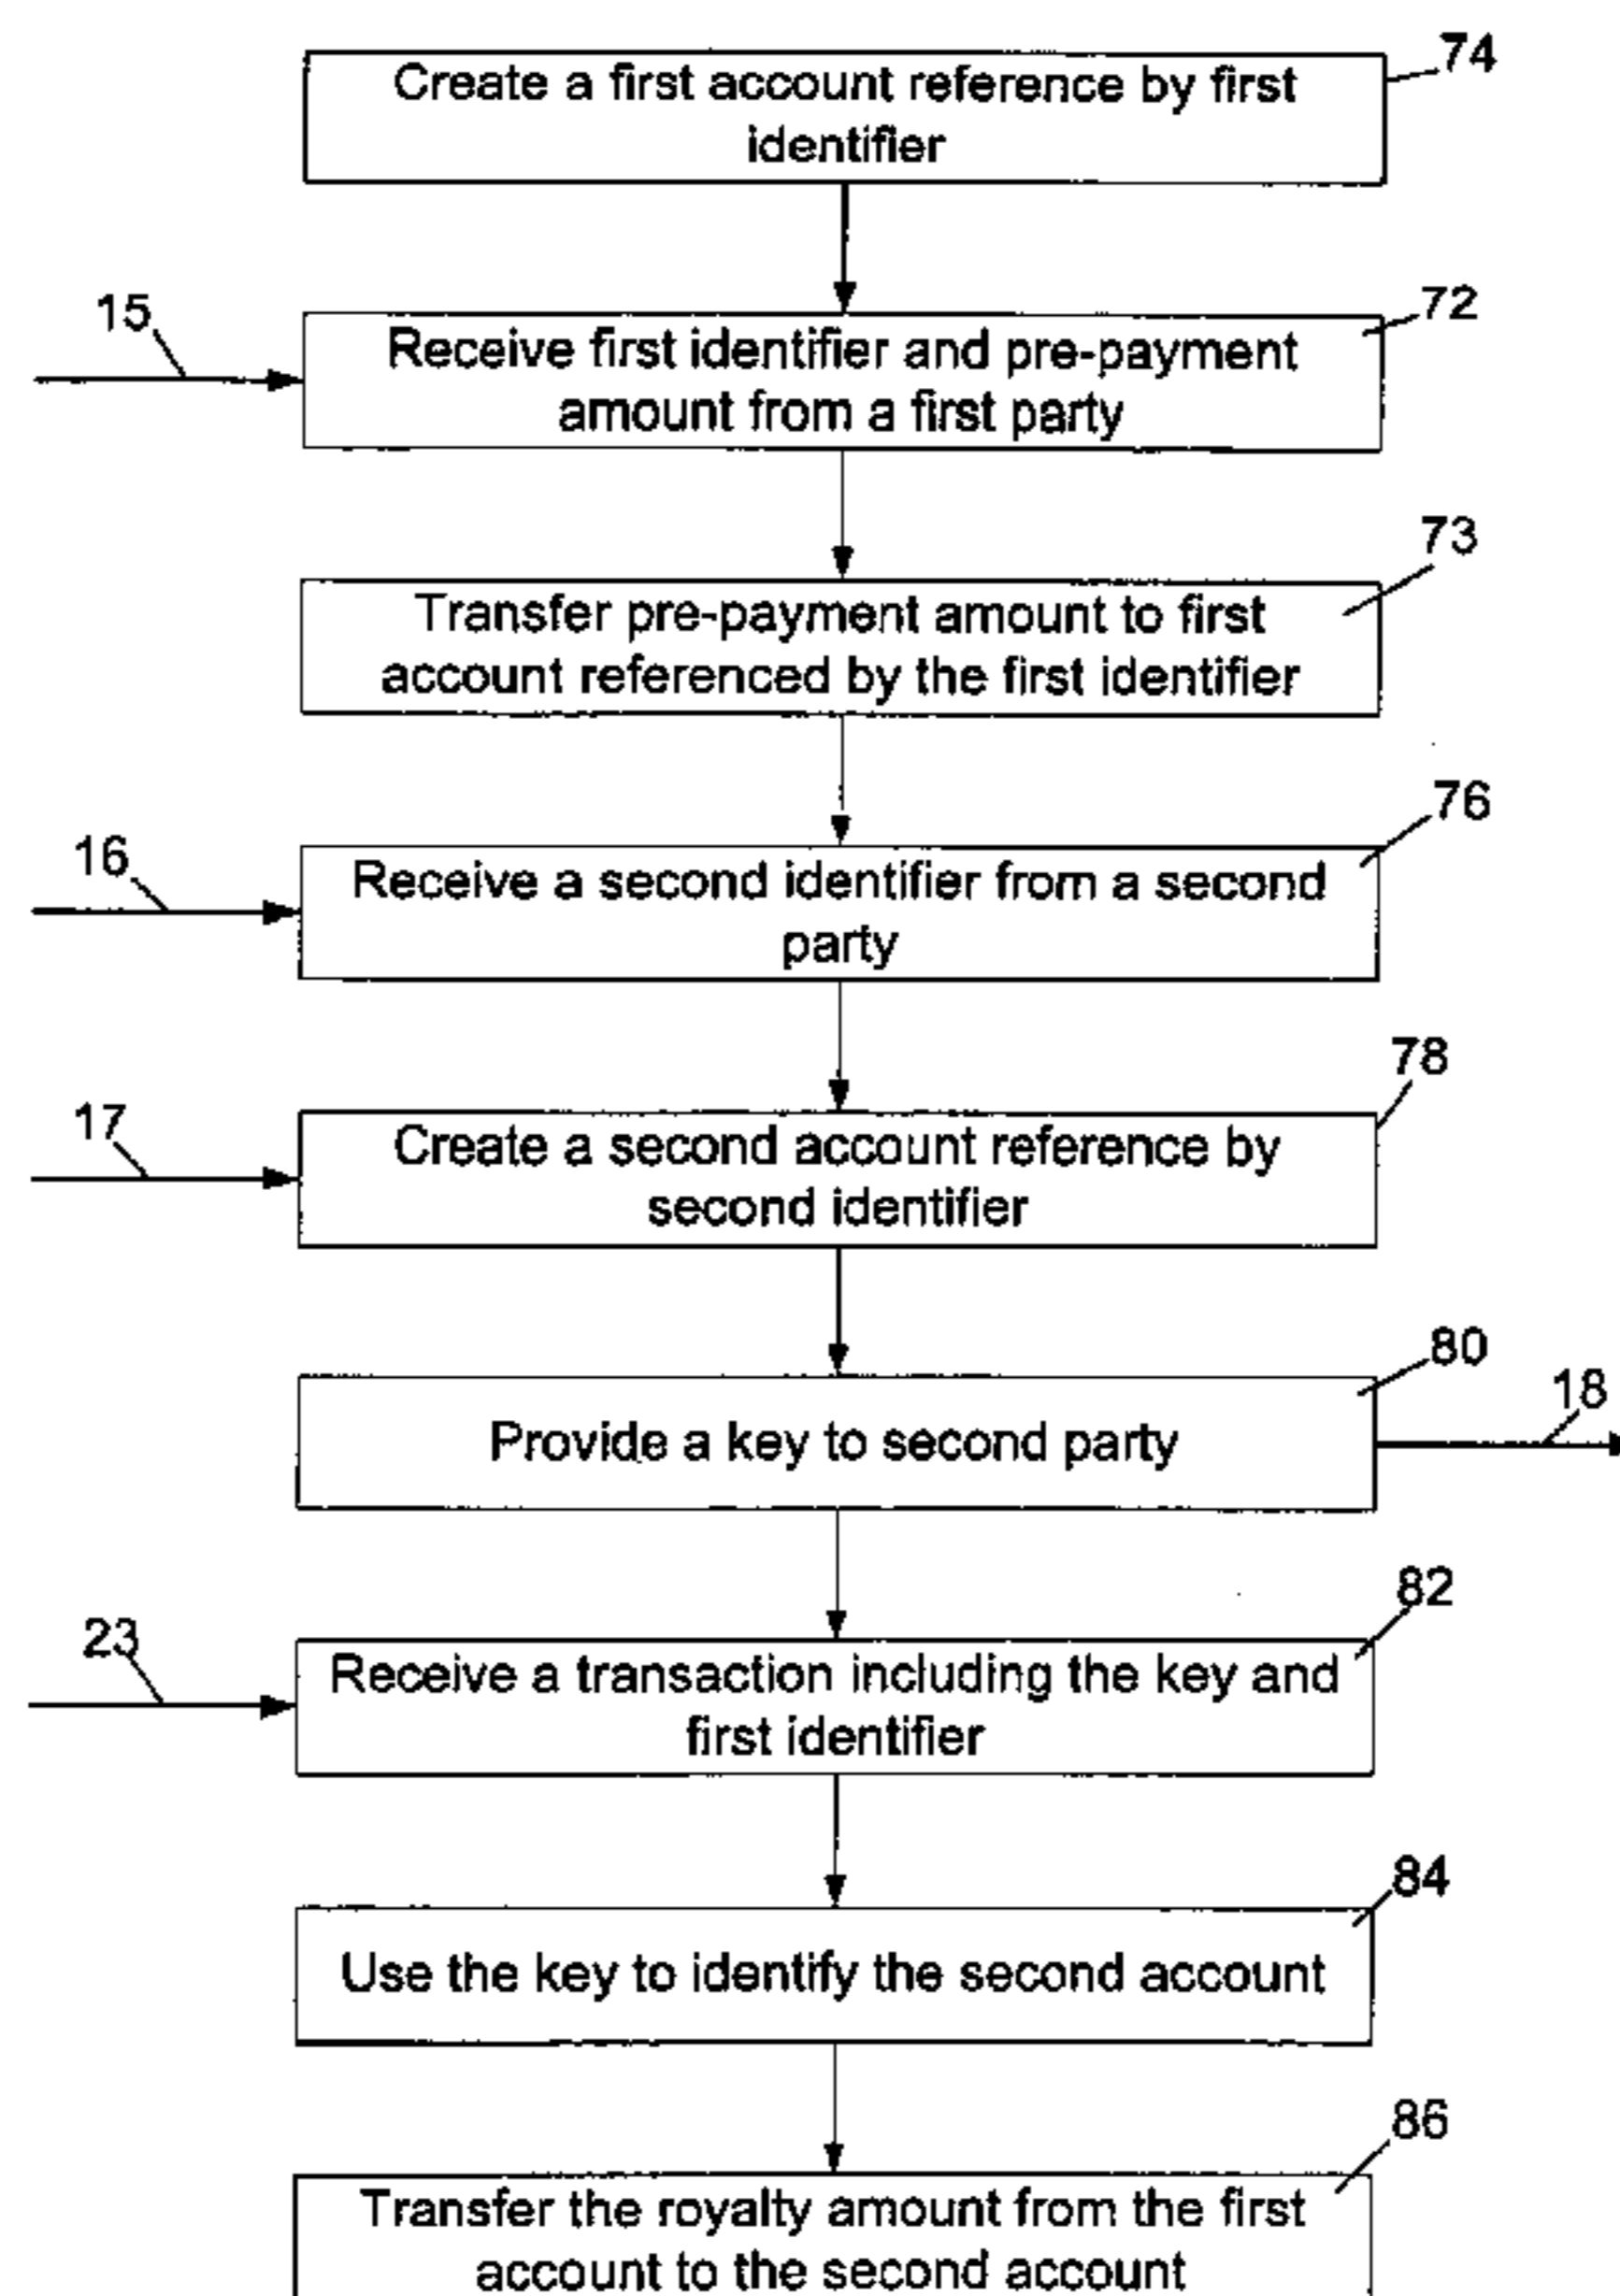 74
Create a first account reference by first
identifier
15
72
Receive first identifier and pre-payment
amount from a first party
73
Transfer pre-payment amount to first
account referenced by the first identifier
76
16
Receive a second identifier from a second
party
78
17
Create a second account reference by
second identifier
80
18
Provide a key to second party
82
23
Receive a transaction including the key and
first identifier
84
Use the key to identify the second account
86
Transfer the royalty amount from the first
account to the second account